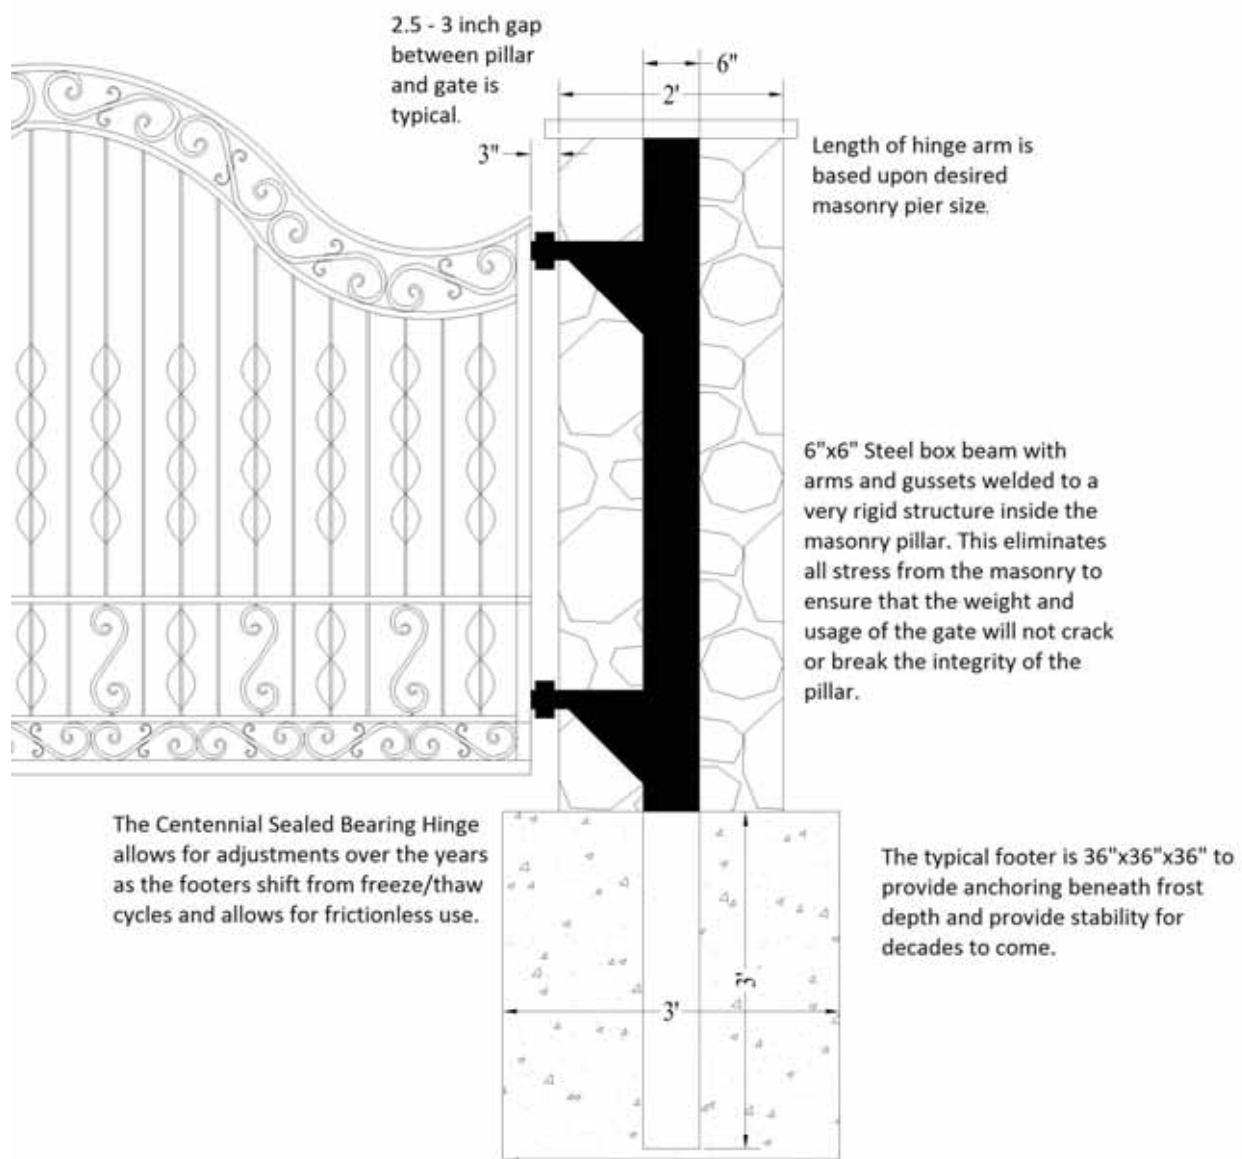 2.5 - 3 inch gap
between pillar
and gate is
typical.
6"
2'
3"
Length of hinge arm is
based upon desired
masonry pier size.
6"x6" Steel box beam with
arms and gussets welded to a
very rigid structure inside the
masonry pillar. This eliminates
all stress from the masonry to
ensure that the weight and
usage of the gate will not crack
or break the integrity of the
pillar.
The Centennial Sealed Bearing Hinge
allows for adjustments over the years
as the footers shift from freeze/thaw
cycles and allows for frictionless use.
The typical footer is 36"x36"x36" to
provide anchoring beneath frost
depth and provide stability for
decades to come.
3'
3'